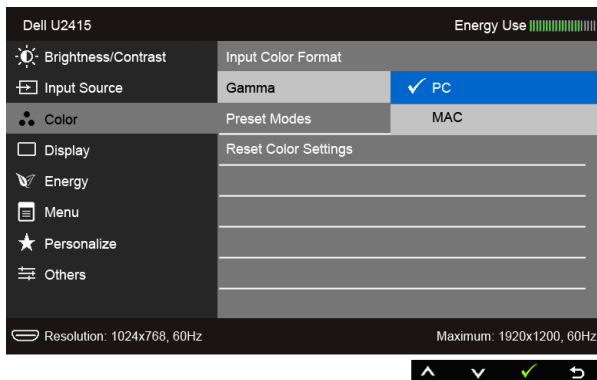 Dell U2415 Energy Use
Brightness/Contrast Input Color Format
Input Source Gamma PC
Color Preset Modes MAC
Display Reset Color Settings
Energy
Menu
Personalize
Others
Resolution: 1024x768, 60Hz Maximum: 1920x1200, 60Hz